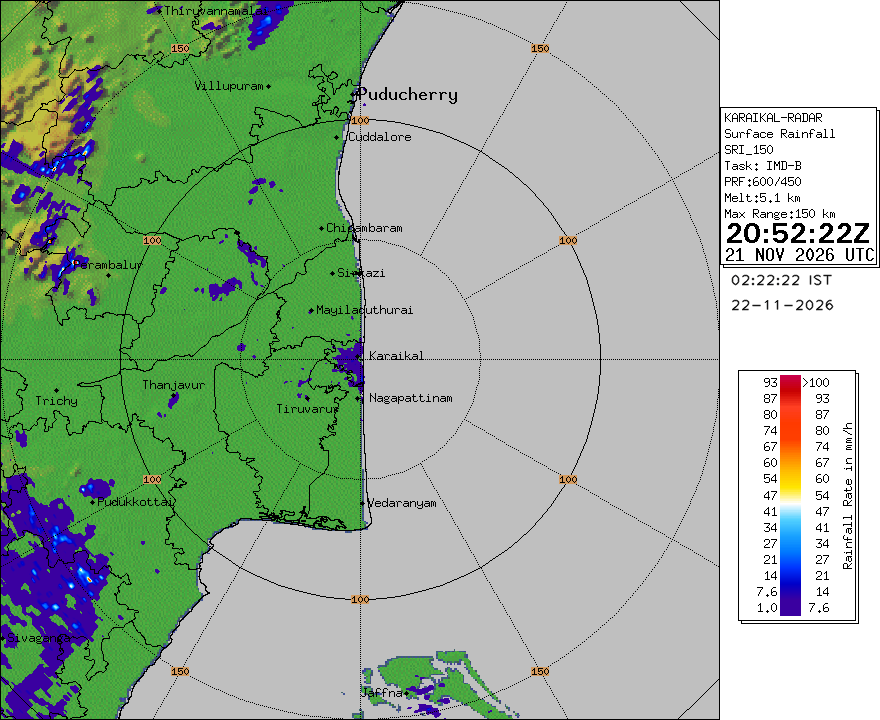 Thiruvannamalai
150
150
Villupuram
Puducherry
100
Cuddalore
KARAIKAL-RADAR
Surface Rainfall
SRI_150
Task: IMD-B
PRF:600/450
Melt:5.1 km
Max Range:150 km
20:52:22Z
21 NOV 2026 UTC
02:22:22 IST
22-11-2026
Chidambaram
100
100
Perambalur
Sirkazi
Mayiladuthurai
Karaikal
Thanjavur
Trichy
Nagapattinam
Tiruvarur
93 >100
87 93
80 87
74 80
67 74
60 67
54 60
47 54
41 47
34 41
27 34
21 27
14 21
7.6 14
1.0 7.6
Rainfall Rate in mm/h
100
100
Pudukkottai
Vedaranyam
100
Sivaganga
150
150
Jaffna